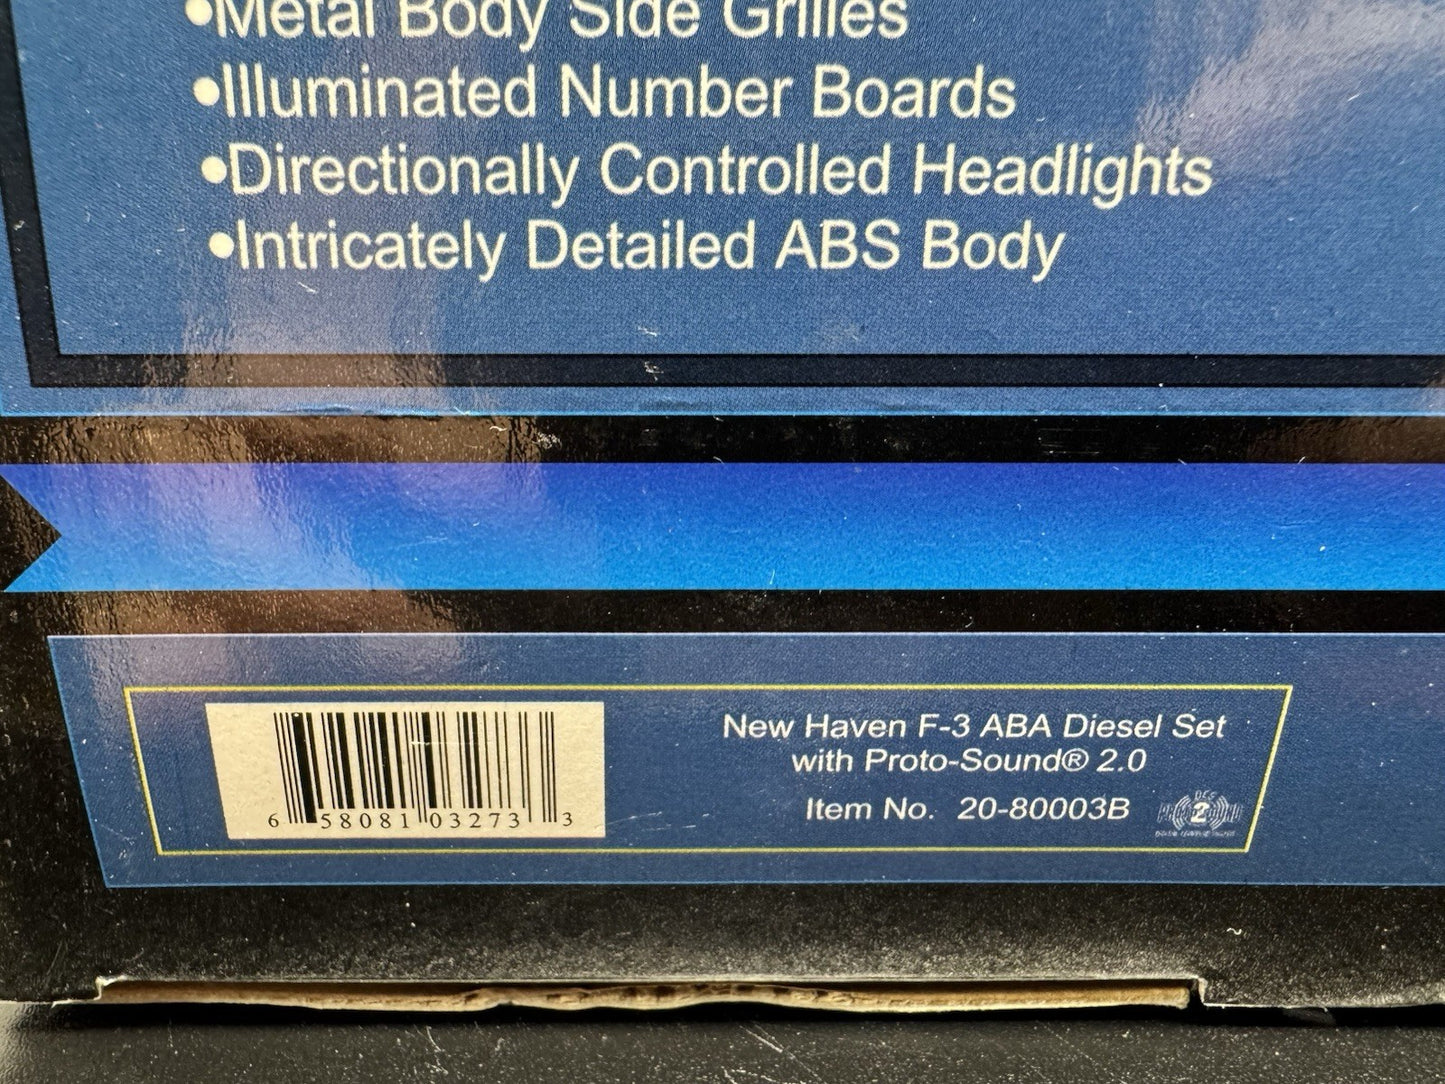 •Metal Body Side Grilles
•Illuminated Number Boards
•Directionally Controlled Headlights
•Intricately Detailed ABS Body
New Haven F-3 ABA Diesel Set
with Proto-Sound® 2.0
Item No. 20-80003B
2
6 58081 03273 3